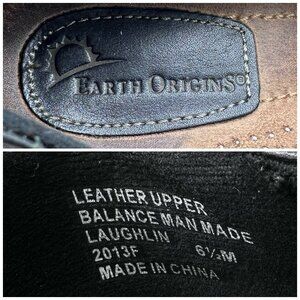 EARTH ORIGINS®
LEATHER UPPER
BALANCE MAN MADE
LAUGHLIN
2013F 6½M
MADE IN CHINA